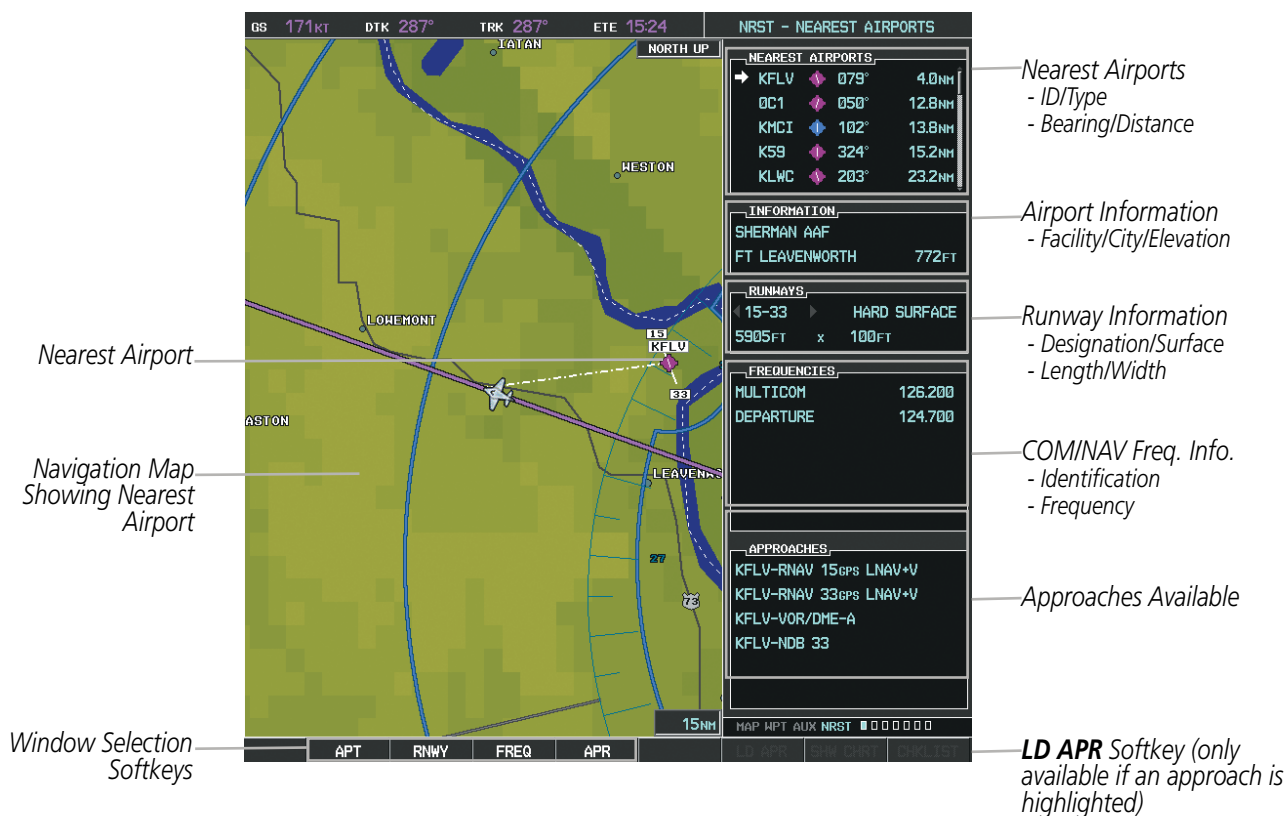 GS 171KT DTK 287° TRK 287° ETE 15:24
NRST – NEAREST AIRPORTS
NORTH UP
IATAN
WESTON
LOWEMONT
15
KFLV
33
ASTON
LEAVENW
27
73
15NM
NEAREST AIRPORTS
KFLV 079° 4.0NM
0C1 050° 12.8NM
KMCI 102° 13.8NM
K59 324° 15.2NM
KLWC 203° 23.2NM
INFORMATION
SHERMAN AAF
FT LEAVENWORTH 772FT
RUNWAYS
15-33 HARD SURFACE
5905FT x 100FT
FREQUENCIES
MULTICOM 126.200
DEPARTURE 124.700
APPROACHES
KFLV-RNAV 15GPS LNAV+V
KFLV-RNAV 33GPS LNAV+V
KFLV-VOR/DME-A
KFLV-NDB 33
MAP WPT AUX NRST
APT RNWY FREQ APR LD APR SHW CHRT CHKLIST
Nearest Airport
Navigation Map
Showing Nearest
Airport
Window Selection
Softkeys
Nearest Airports
- ID/Type
- Bearing/Distance
Airport Information
- Facility/City/Elevation
Runway Information
- Designation/Surface
- Length/Width
COM/NAV Freq. Info.
- Identification
- Frequency
Approaches Available
LD APR Softkey (only
available if an approach is
highlighted)